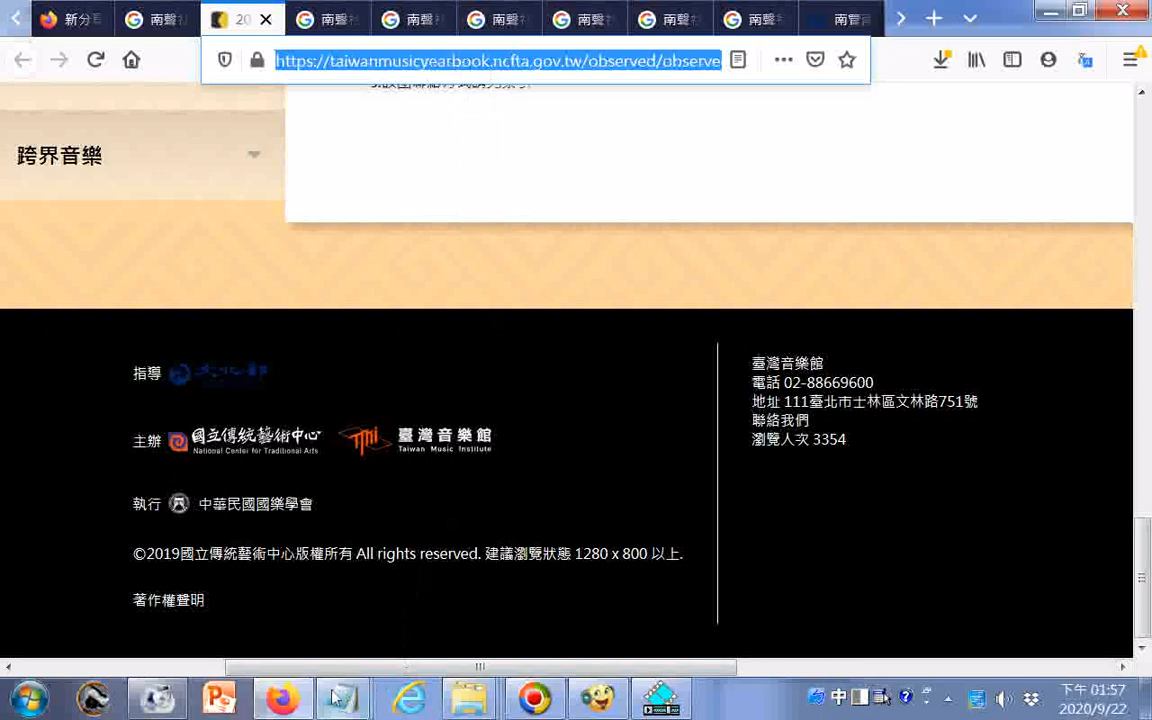 新分
南聲社
20
南聲社
南聲社
南聲社
南聲社
南聲社
南聲社
南管音
https://taiwanmusicyearbook.ncfta.gov.tw/observed/observe
跨界音樂
指導 文化部
主辦 國立傳統藝術中心 National Center for Traditional Arts 臺灣音樂館 Taiwan Music Institute
執行 中華民國國樂學會
©2019國立傳統藝術中心版權所有 All rights reserved. 建議瀏覽狀態 1280 x 800 以上.
著作權聲明
臺灣音樂館
電話 02-88669600
地址 111臺北市士林區文林路751號
聯絡我們
瀏覽人次 3354
中
下午 01:57
2020/9/22